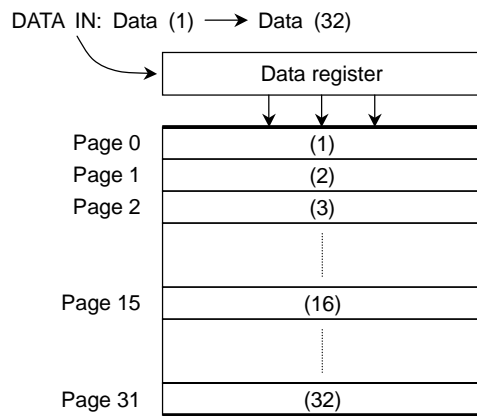 DATA IN: Data (1) → Data (32)
Data register
Page 0 (1)
Page 1 (2)
Page 2 (3)
Page 15 (16)
Page 31 (32)